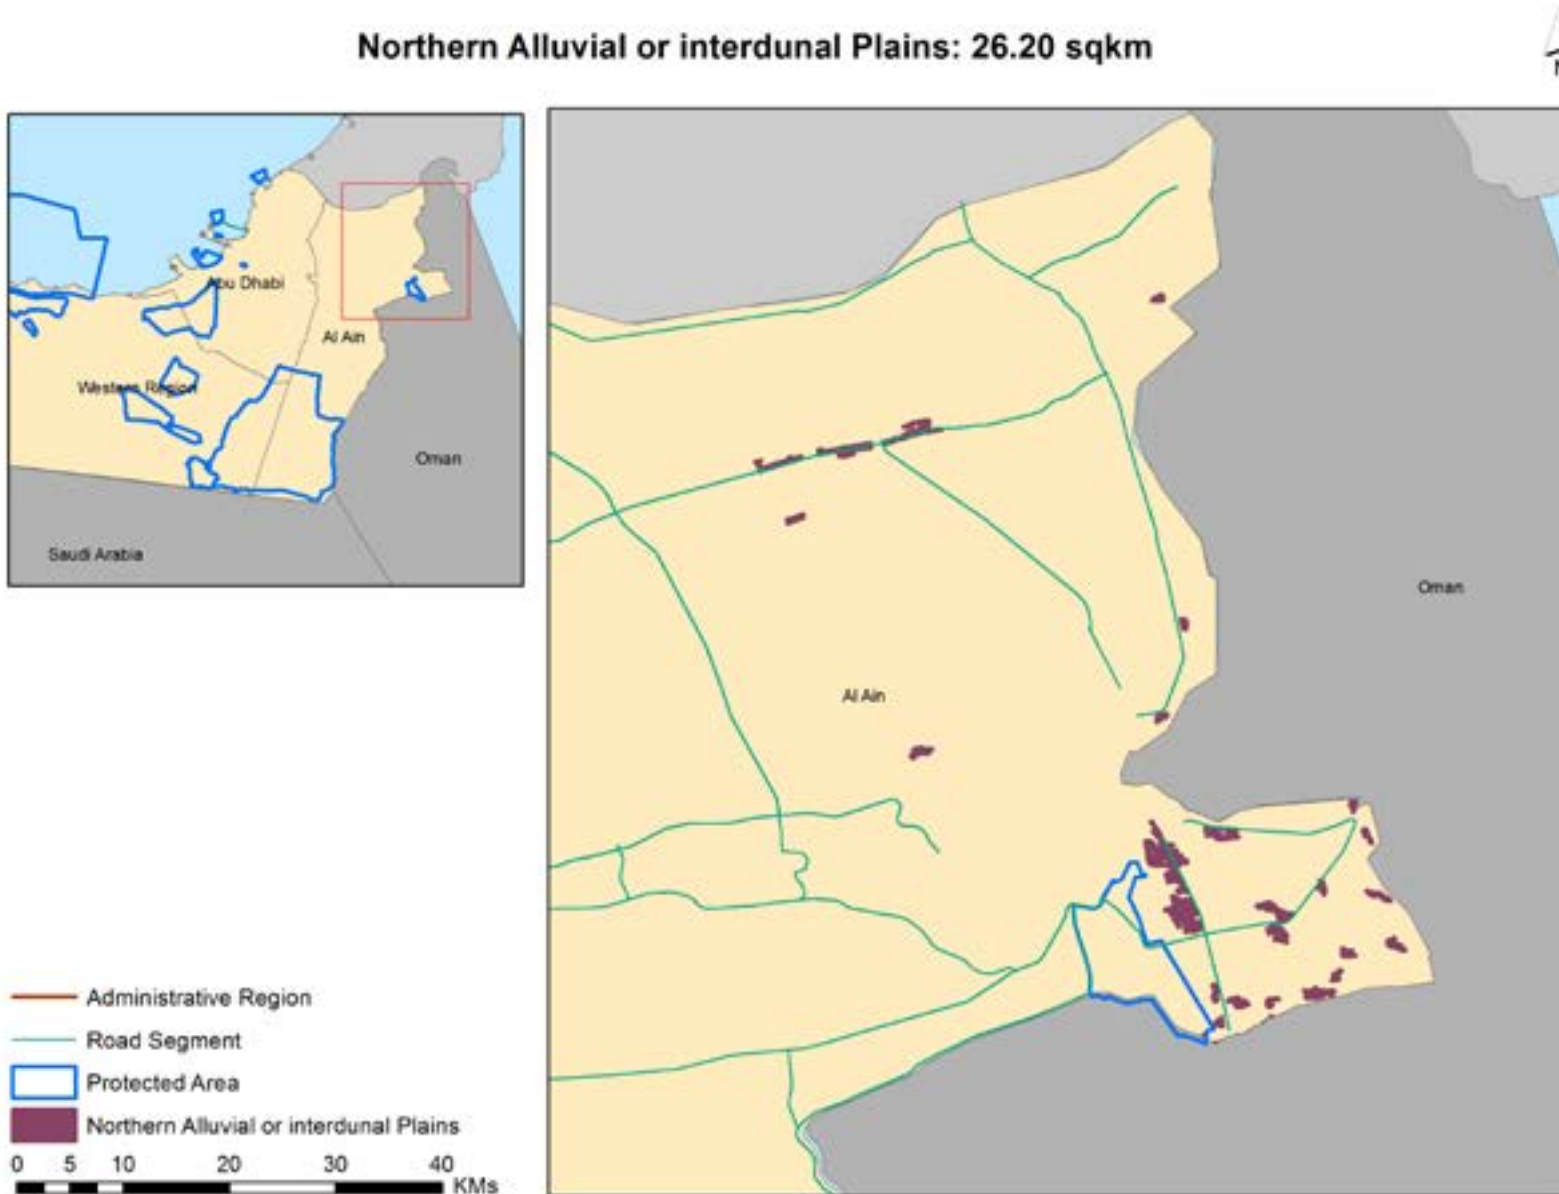 Northern Alluvial or interdunal Plains: 26.20 sqkm
N
Abu Dhabi
Al Ain
Western Region
Oman
Saudi Arabia
Oman
Al Ain
Administrative Region
Road Segment
Protected Area
Northern Alluvial or interdunal Plains
0 5 10 20 30 40
KMs